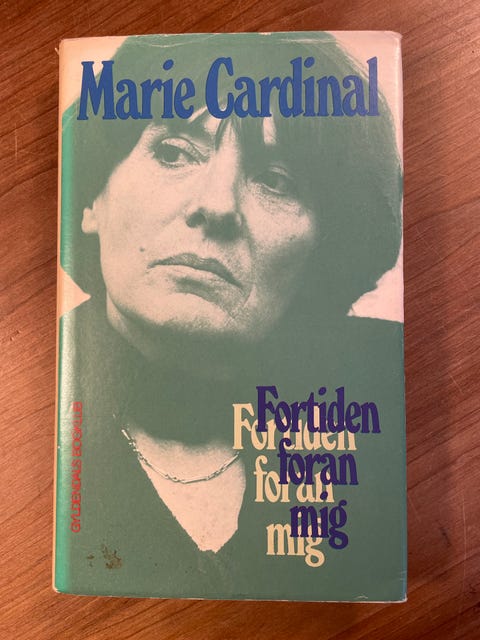 Marie Cardinal
Fortiden
foran
mig
Fortiden
foran
mig
GYLDENDALS BOGKLUB